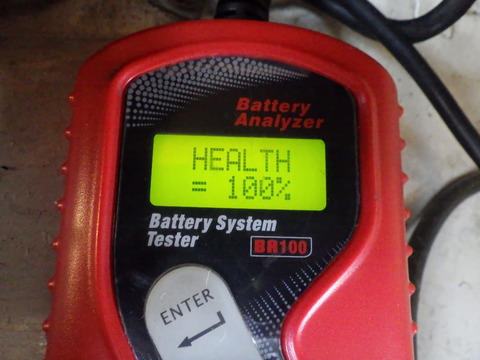 Battery
Analyzer
HEALTH
= 100%
Battery System
Tester
BR100
ENTER